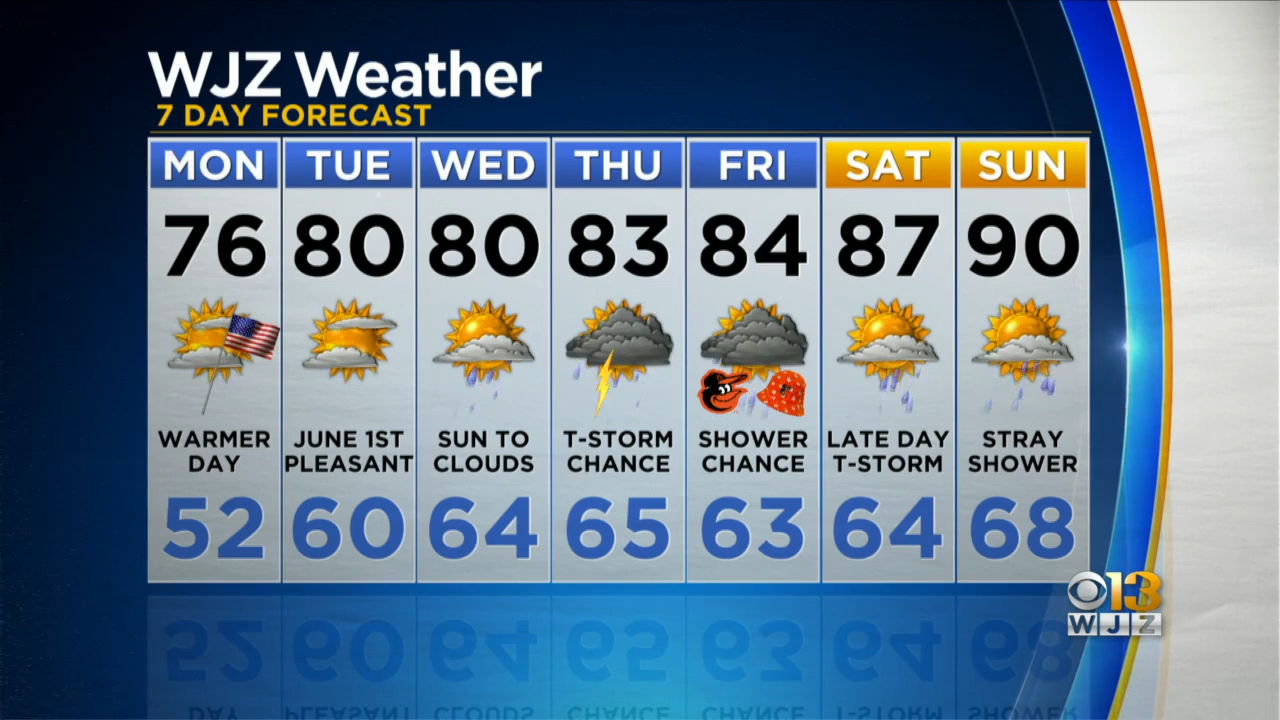 WJZ Weather
7 DAY FORECAST
MON TUE WED THU FRI SAT SUN
76 80 80 83 84 87 90
WARMER DAY
JUNE 1ST PLEASANT
SUN TO CLOUDS
T-STORM CHANCE
SHOWER CHANCE
LATE DAY T-STORM
STRAY SHOWER
52 60 64 65 63 64 68
13
WJZ